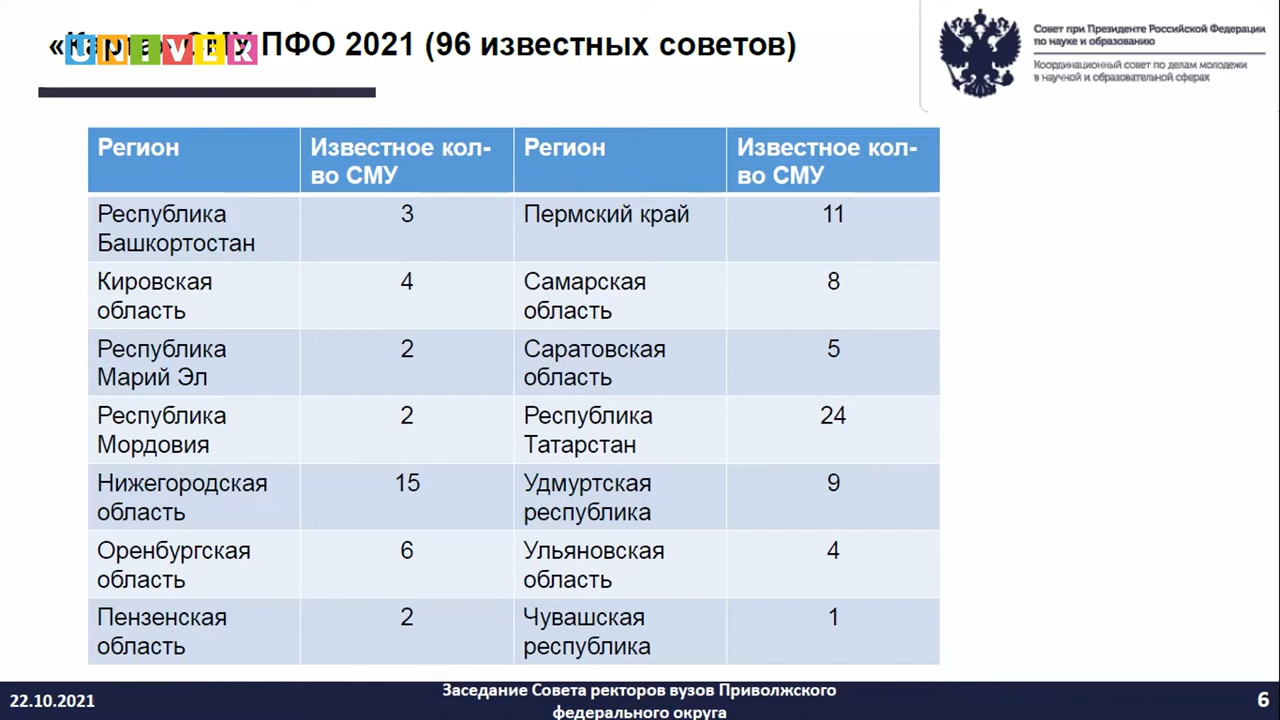 «Карта» СМУ ПФО 2021 (96 известных советов)
UNIVER
Совет при Президенте Российской Федерации
по науке и образованию
Координационный совет по делам молодежи
в научной и образовательной сферах
Регион
Известное кол-
во СМУ
Регион
Известное кол-
во СМУ
Республика
Башкортостан
3
Пермский край
11
Кировская
область
4
Самарская
область
8
Республика
Марий Эл
2
Саратовская
область
5
Республика
Мордовия
2
Республика
Татарстан
24
Нижегородская
область
15
Удмуртская
республика
9
Оренбургская
область
6
Ульяновская
область
4
Пензенская
область
2
Чувашская
республика
1
22.10.2021
Заседание Совета ректоров вузов Приволжского
федерального округа
6